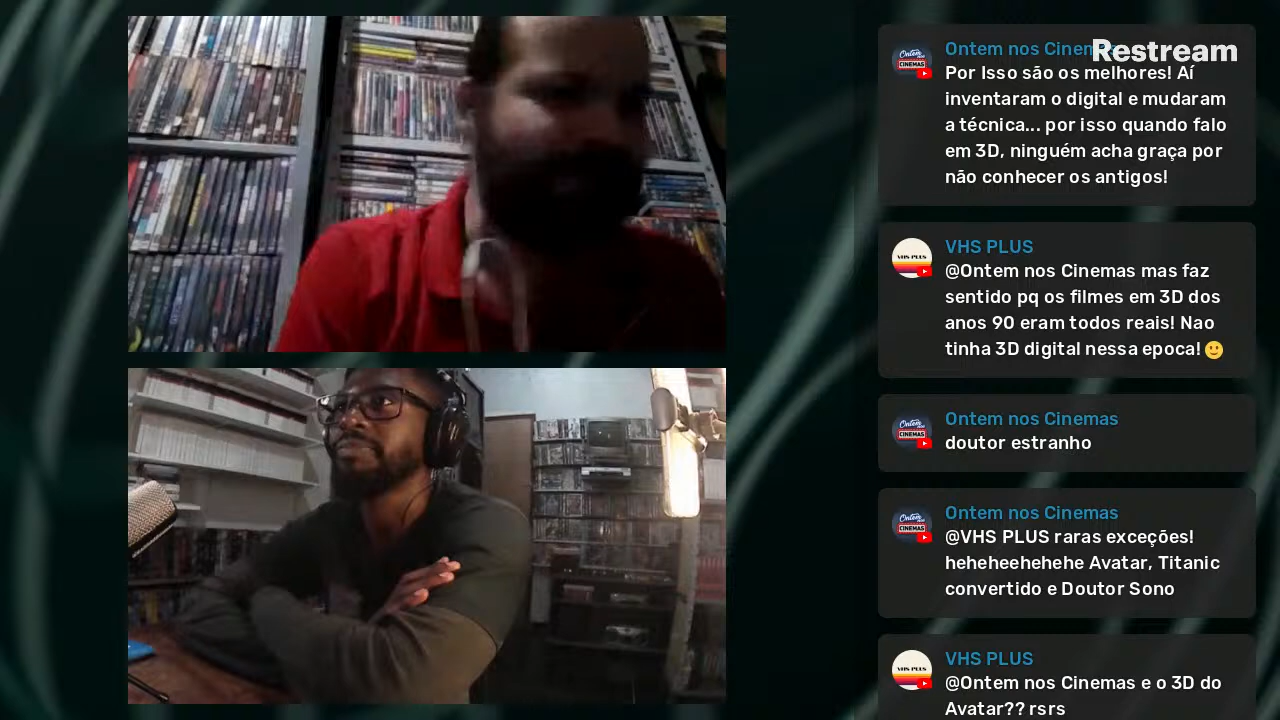 Restream
Ontem nos Cinemas
Por Isso são os melhores! Aí
inventaram o digital e mudaram
a técnica... por isso quando falo
em 3D, ninguém acha graça por
não conhecer os antigos!
VHS PLUS
@Ontem nos Cinemas mas faz
sentido pq os filmes em 3D dos
anos 90 eram todos reais! Nao
tinha 3D digital nessa epoca! 🙂
Ontem nos Cinemas
doutor estranho
Ontem nos Cinemas
@VHS PLUS raras exceções!
heheheehehehe Avatar, Titanic
convertido e Doutor Sono
VHS PLUS
@Ontem nos Cinemas e o 3D do
Avatar?? rsrs